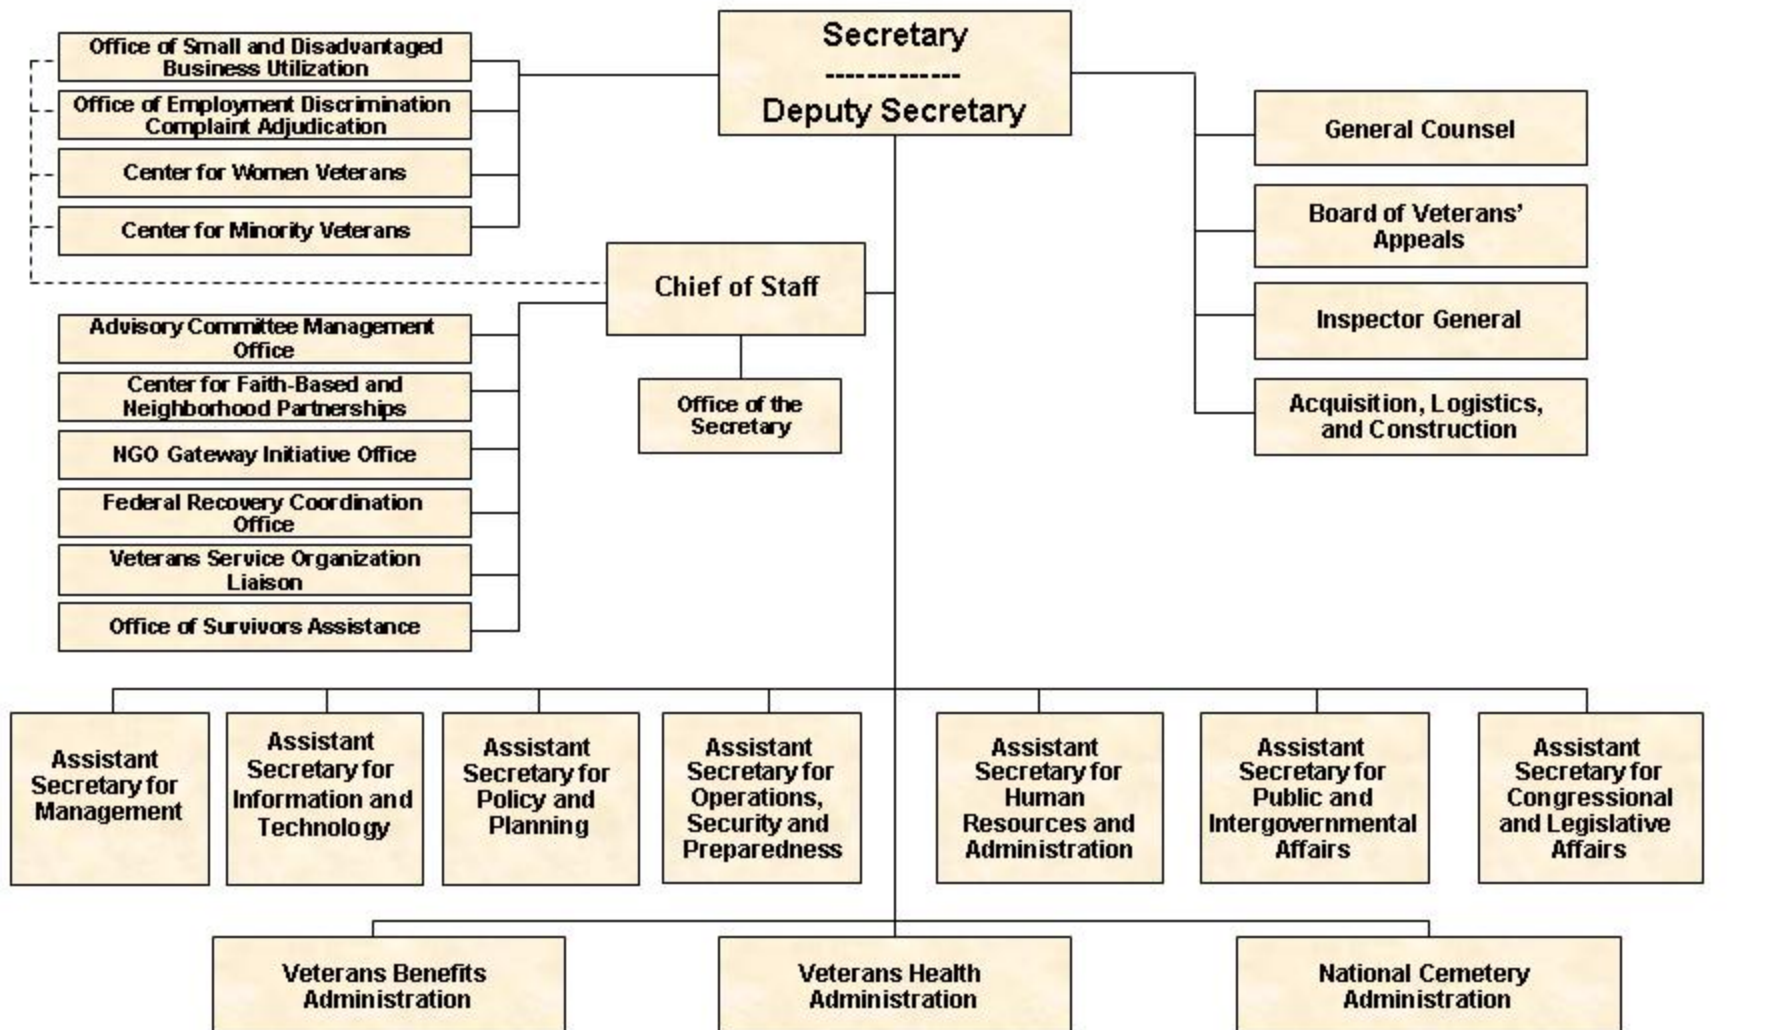 Secretary
-------------
Deputy Secretary
Office of Small and Disadvantaged
Business Utilization
Office of Employment Discrimination
Complaint Adjudication
Center for Women Veterans
Center for Minority Veterans
General Counsel
Board of Veterans’
Appeals
Inspector General
Acquisition, Logistics,
and Construction
Chief of Staff
Office of the
Secretary
Advisory Committee Management
Office
Center for Faith-Based and
Neighborhood Partnerships
NGO Gateway Initiative Office
Federal Recovery Coordination
Office
Veterans Service Organization
Liaison
Office of Survivors Assistance
Assistant
Secretary for
Management
Assistant
Secretary for
Information and
Technology
Assistant
Secretary for
Policy and
Planning
Assistant
Secretary for
Operations,
Security and
Preparedness
Assistant
Secretary for
Human
Resources and
Administration
Assistant
Secretary for
Public and
Intergovernmental
Affairs
Assistant
Secretary for
Congressional
and Legislative
Affairs
Veterans Benefits
Administration
Veterans Health
Administration
National Cemetery
Administration